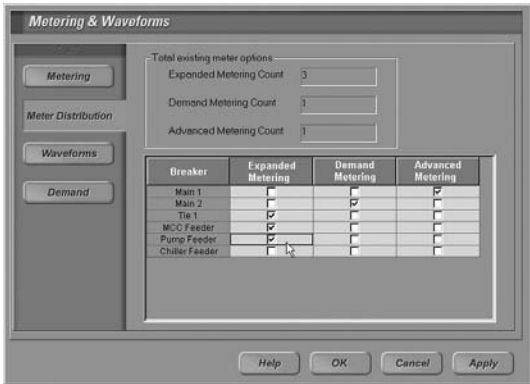 Metering & Waveforms
Metering
Meter Distribution
Waveforms
Demand
Total existing meter options
Expanded Metering Count 3
Demand Metering Count 1
Advanced Metering Count 1
Breaker Expanded Metering Demand Metering Advanced Metering
Main 1
Main 2
Tie 1
MCC Feeder
Pump Feeder
Chiller Feeder
Help OK Cancel Apply